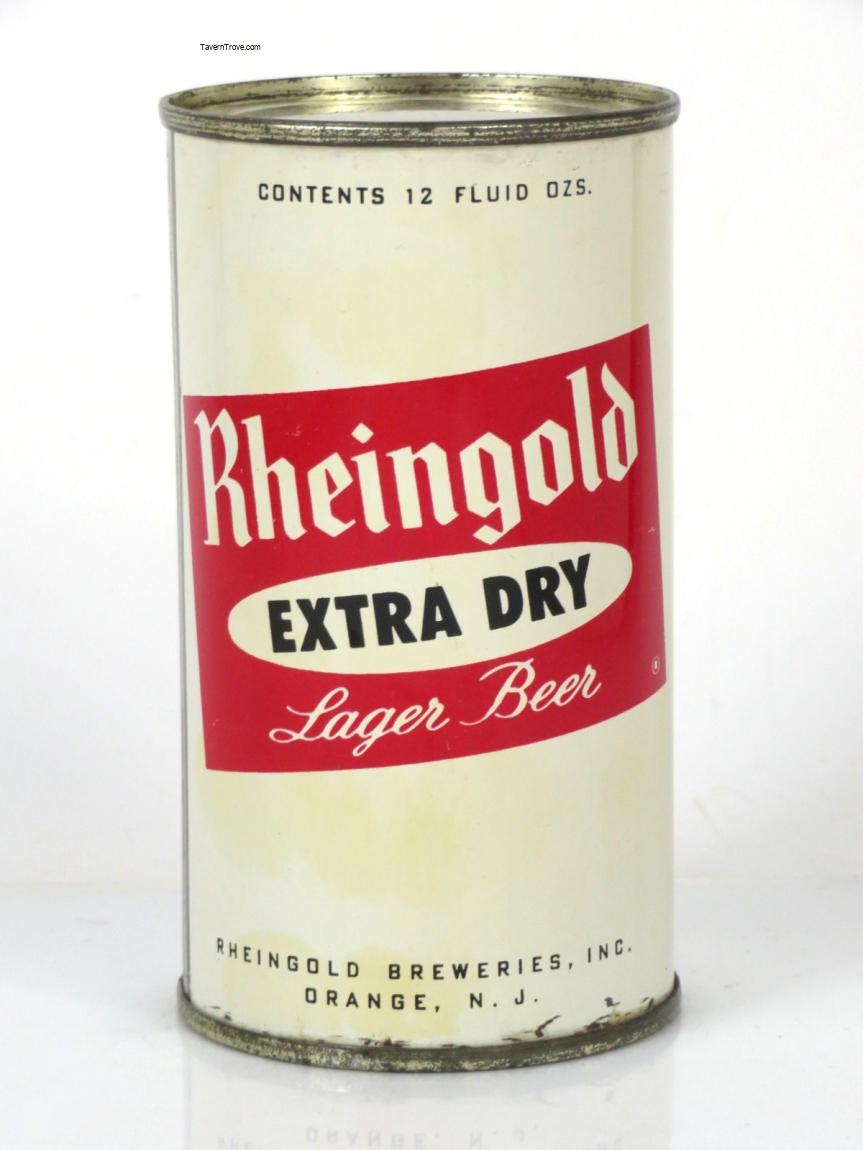 TavernTrove.com
CONTENTS 12 FLUID OZS.
Rheingold
EXTRA DRY
Lager Beer
RHEINGOLD BREWERIES, INC.
ORANGE, N. J.